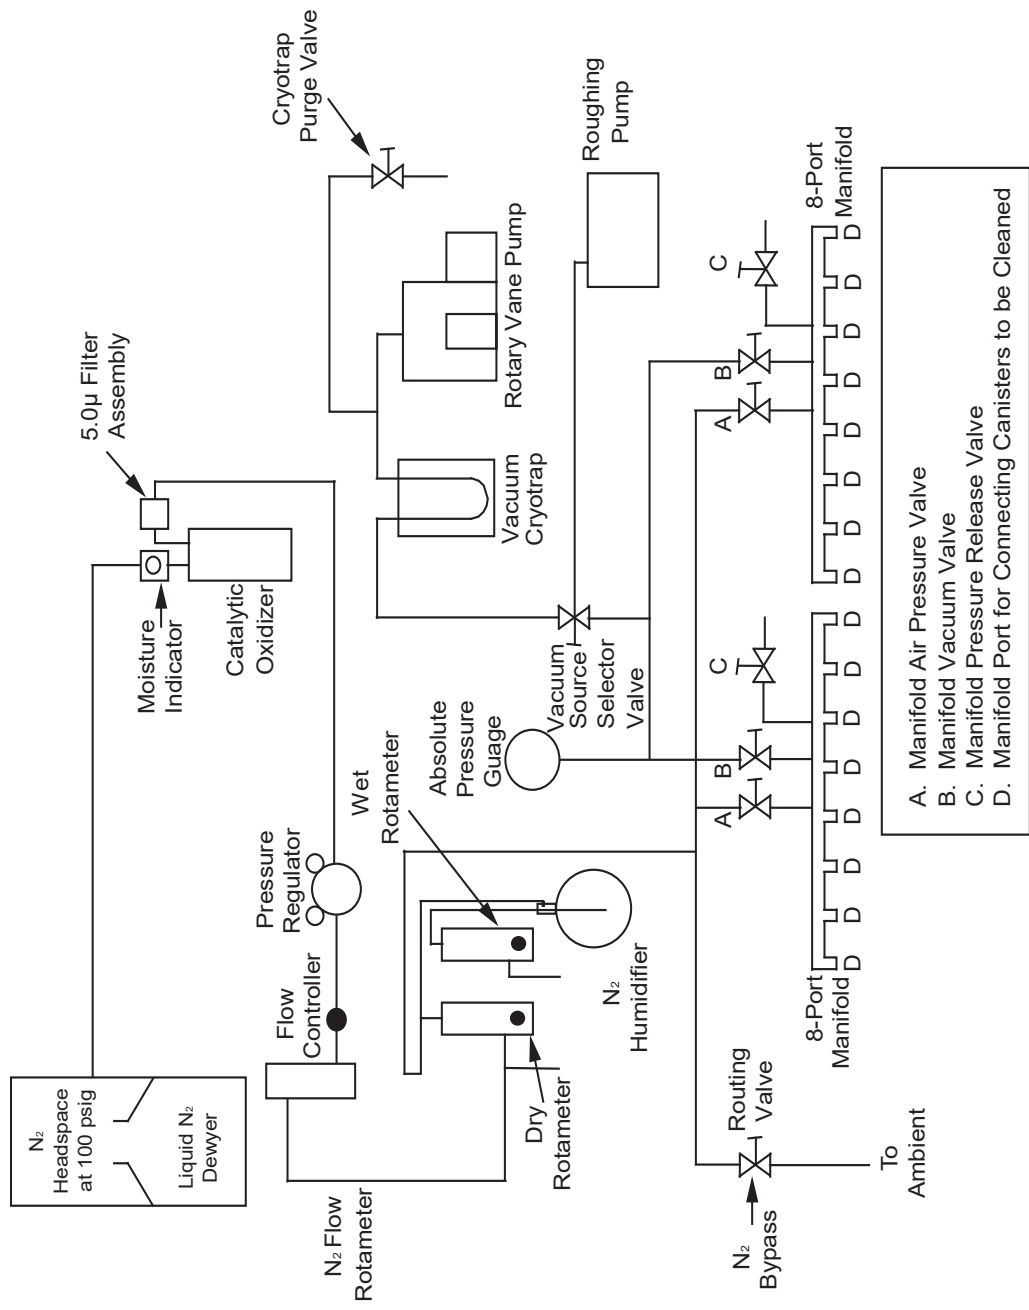 N₂
Headspace
at 100 psig
Liquid N₂
Dewyer
Moisture
Indicator
5.0µ Filter
Assembly
Catalytic
Oxidizer
Cryotrap
Purge Valve
Pressure
Regulator
Flow
Controller
N₂ Flow
Rotameter
Wet
Rotameter
Absolute
Pressure
Guage
Vacuum
Cryotrap
Rotary Vane Pump
Dry
Rotameter
N₂
Humidifier
Vacuum
Source
Selector
Valve
Roughing
Pump
N₂
Bypass
Routing
Valve
A
B
C
A
B
C
8-Port
Manifold
8-Port
Manifold
D D D D D D D D
D D D D D D D D
To
Ambient
A. Manifold Air Pressure Valve
B. Manifold Vacuum Valve
C. Manifold Pressure Release Valve
D. Manifold Port for Connecting Canisters to be Cleaned